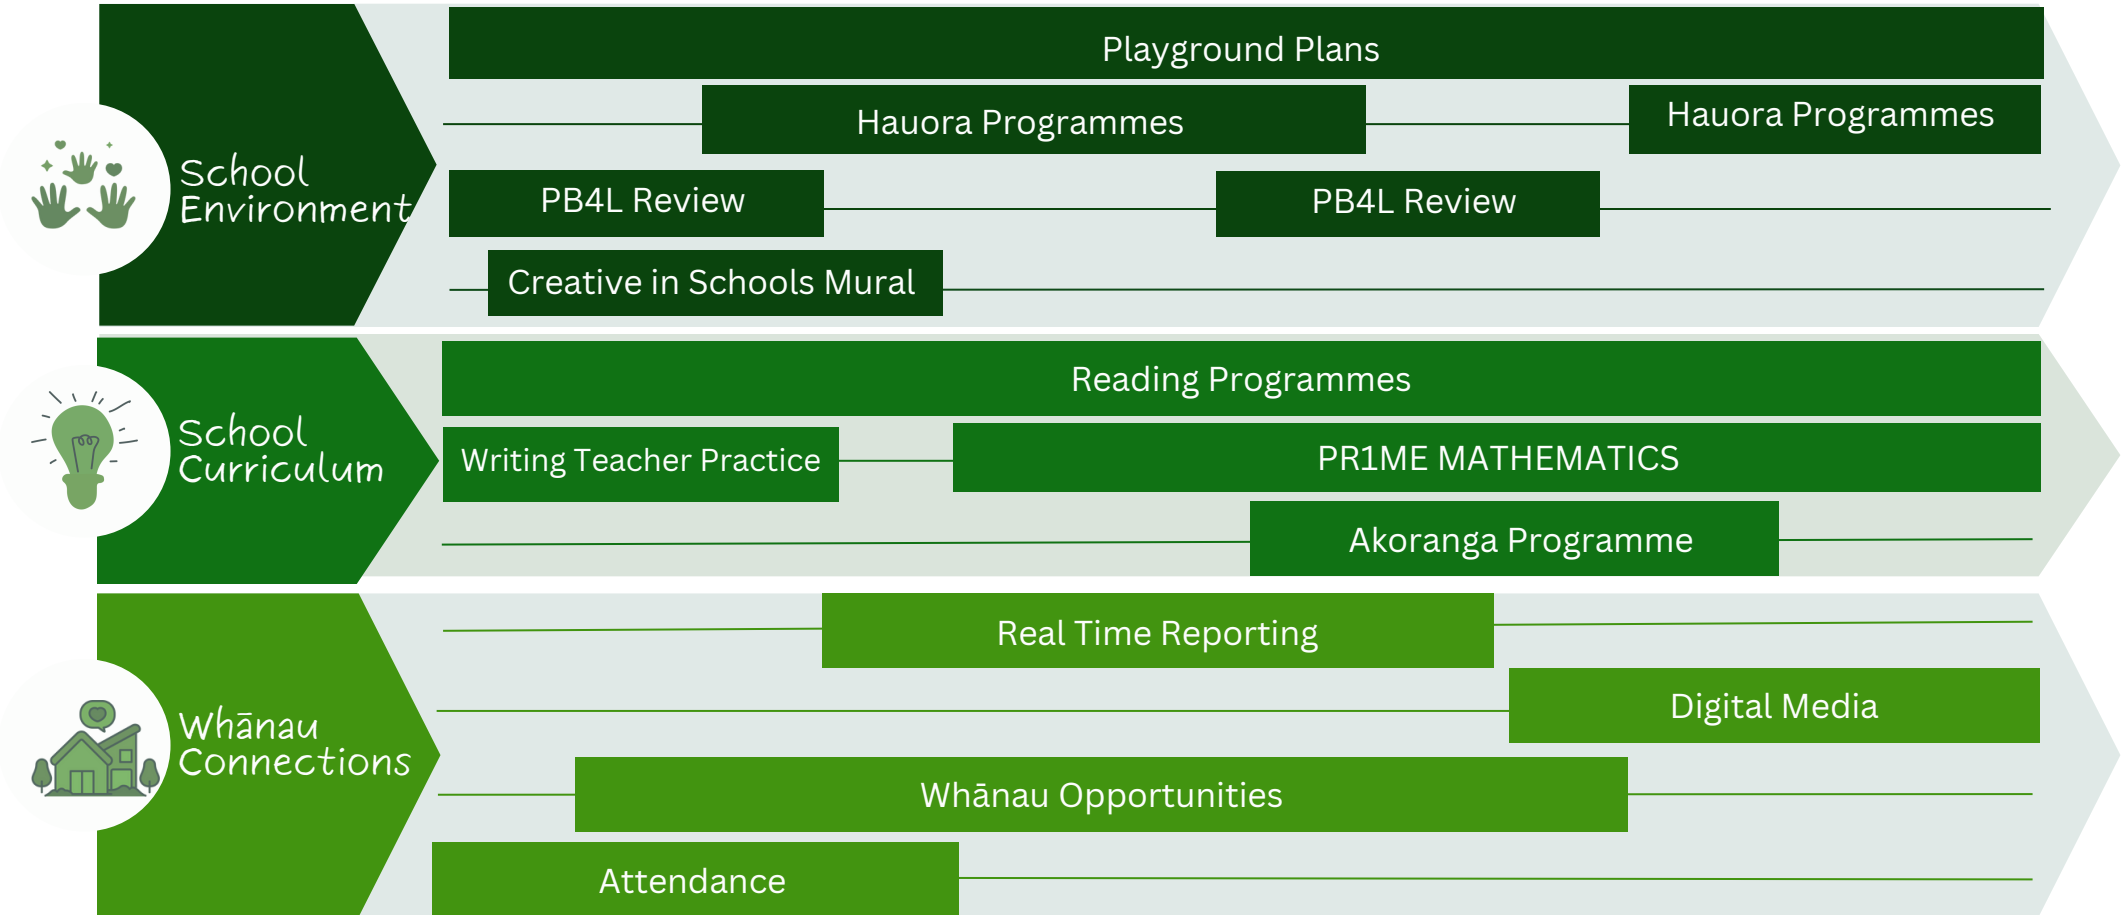 School
Environment
Playground Plans
Hauora Programmes
Hauora Programmes
PB4L Review
PB4L Review
Creative in Schools Mural
School
Curriculum
Reading Programmes
Writing Teacher Practice
PR1ME MATHEMATICS
Akoranga Programme
Whānau
Connections
Real Time Reporting
Digital Media
Whānau Opportunities
Attendance